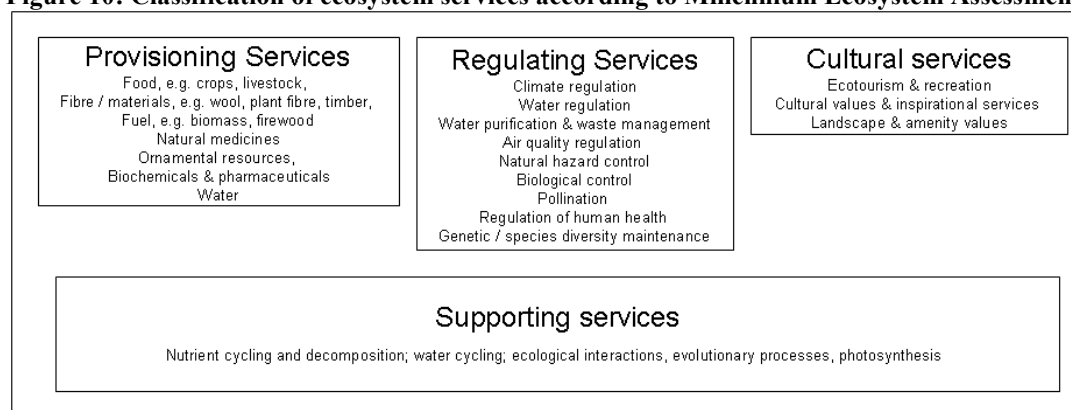 Figure 10: Classification of ecosystem services according to Millennium Ecosystem Assessmen
Provisioning Services
Food, e.g. crops, livestock,
Fibre / materials, e.g. wool, plant fibre, timber,
Fuel, e.g. biomass, firewood
Natural medicines
Ornamental resources,
Biochemicals & pharmaceuticals
Water
Regulating Services
Climate regulation
Water regulation
Water purification & waste management
Air quality regulation
Natural hazard control
Biological control
Pollination
Regulation of human health
Genetic / species diversity maintenance
Cultural services
Ecotourism & recreation
Cultural values & inspirational services
Landscape & amenity values
Supporting services
Nutrient cycling and decomposition; water cycling; ecological interactions, evolutionary processes, photosynthesis